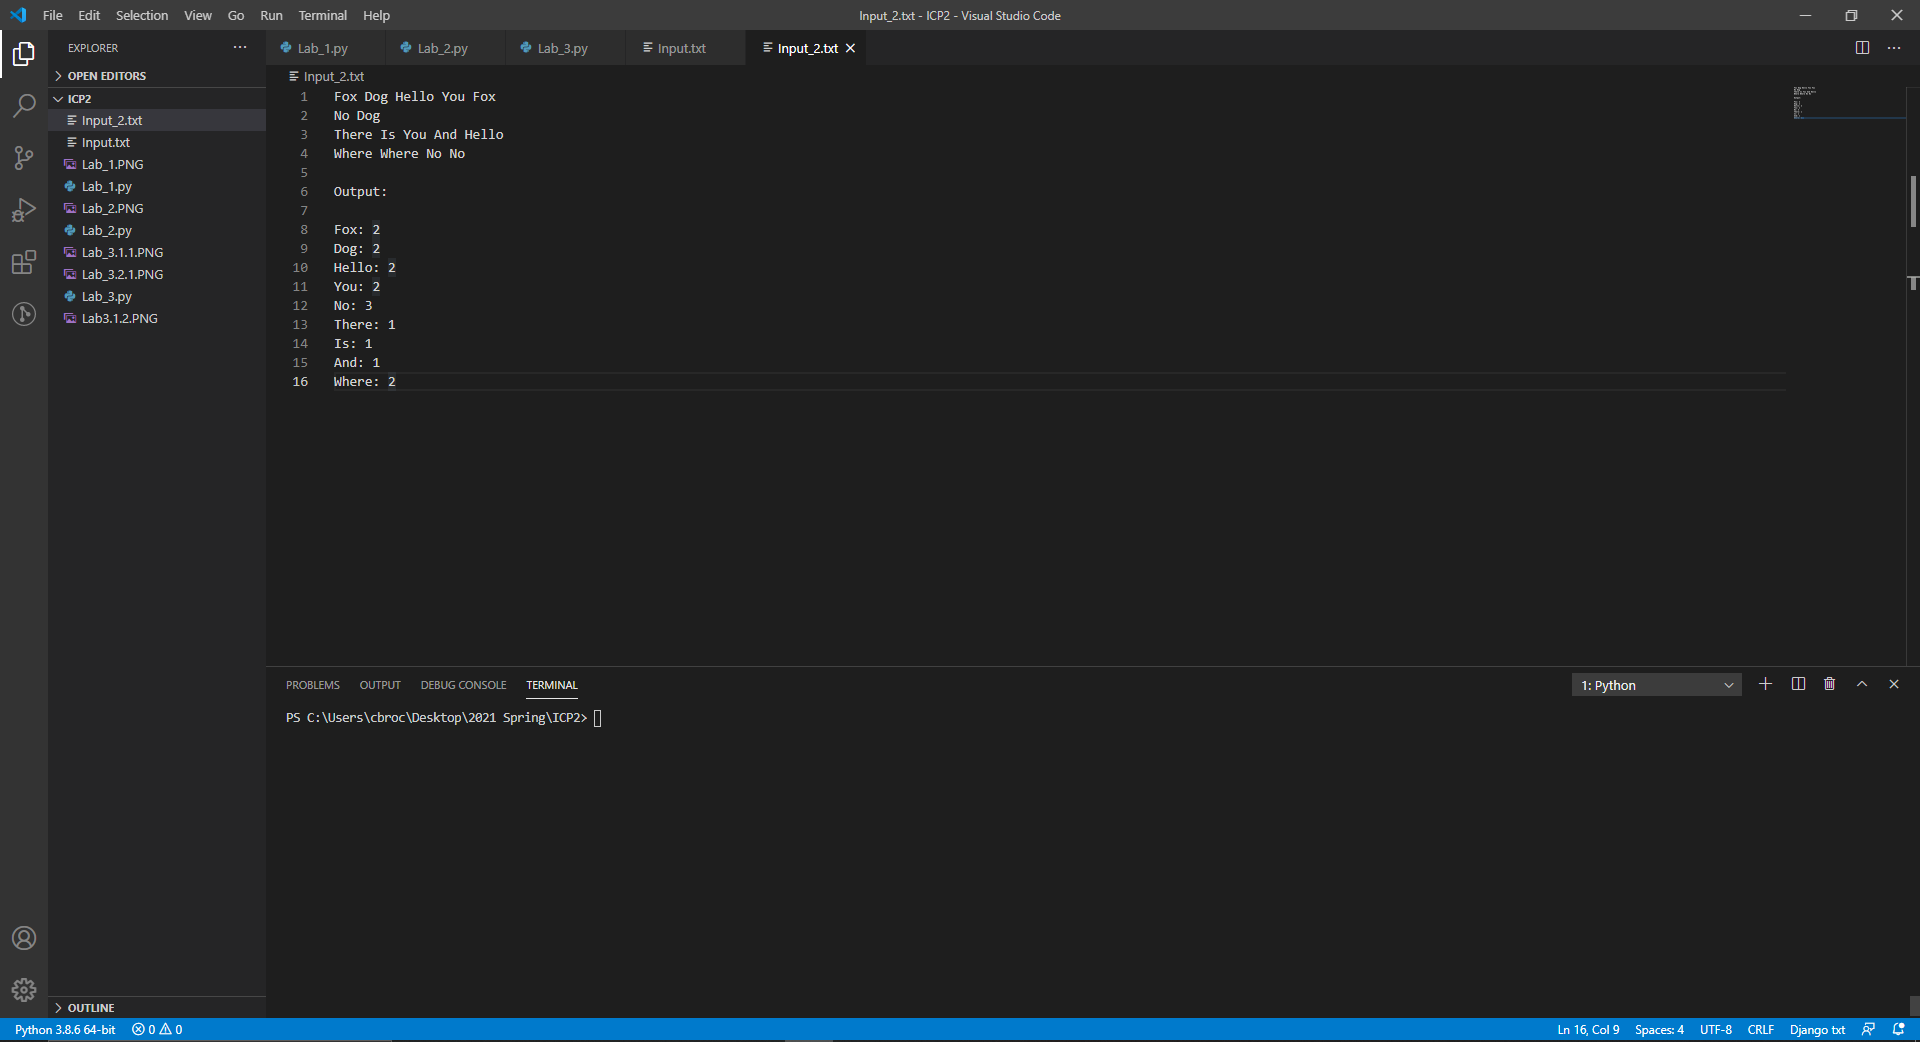 File Edit Selection View Go Run Terminal Help
Input_2.txt - ICP2 - Visual Studio Code
EXPLORER
OPEN EDITORS
ICP2
Input_2.txt
Input.txt
Lab_1.PNG
Lab_1.py
Lab_2.PNG
Lab_2.py
Lab_3.1.1.PNG
Lab_3.2.1.PNG
Lab_3.py
Lab3.1.2.PNG
OUTLINE
Lab_1.py Lab_2.py Lab_3.py Input.txt Input_2.txt
Input_2.txt
1 Fox Dog Hello You Fox
2 No Dog
3 There Is You And Hello
4 Where Where No No
5
6 Output:
7
8 Fox: 2
9 Dog: 2
10 Hello: 2
11 You: 2
12 No: 3
13 There: 1
14 Is: 1
15 And: 1
16 Where: 2
PROBLEMS OUTPUT DEBUG CONSOLE TERMINAL
1: Python
PS C:\Users\cbroc\Desktop\2021 Spring\ICP2>
Python 3.8.6 64-bit 0 0
Ln 16, Col 9 Spaces: 4 UTF-8 CRLF Django txt